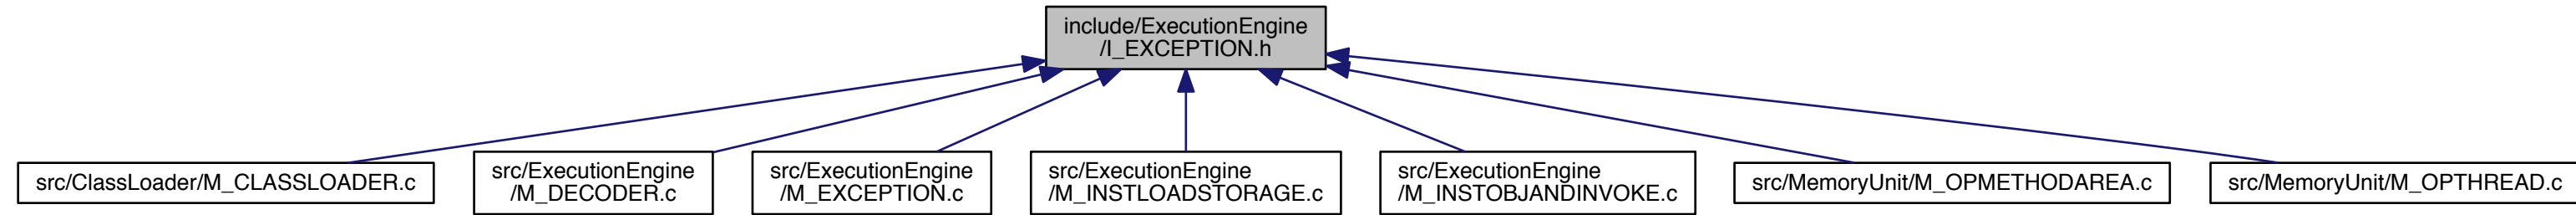 include/ExecutionEngine
/I_EXCEPTION.h
src/ClassLoader/M_CLASSLOADER.c
src/ExecutionEngine
/M_DECODER.c
src/ExecutionEngine
/M_EXCEPTION.c
src/ExecutionEngine
/M_INSTLOADSTORAGE.c
src/ExecutionEngine
/M_INSTOBJANDINVOKE.c
src/MemoryUnit/M_OPMETHODAREA.c
src/MemoryUnit/M_OPTHREAD.c